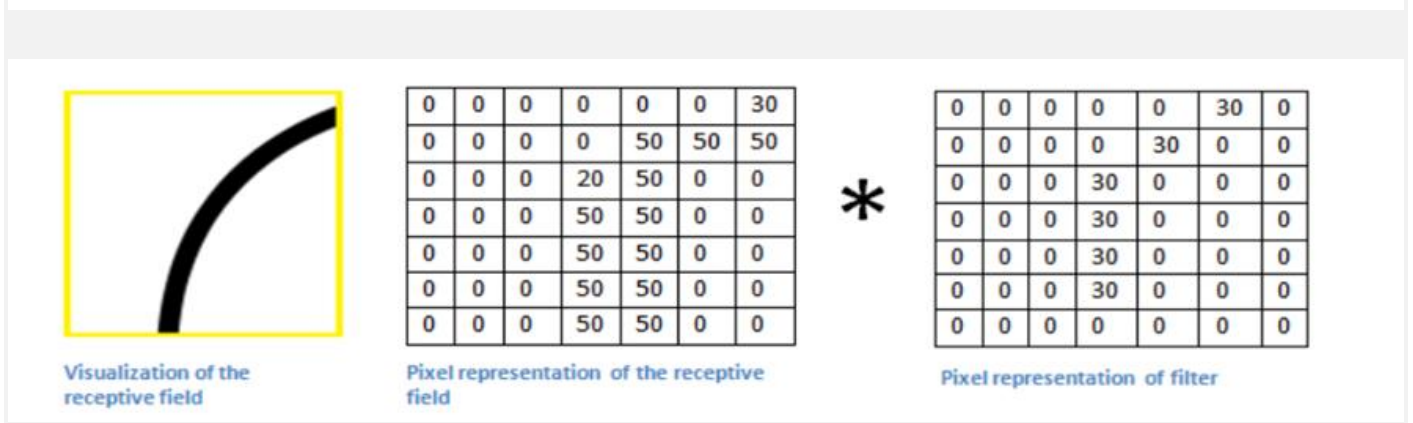 0 0 0 0 0 0 30
0 0 0 0 50 50 50
0 0 0 20 50 0 0
0 0 0 50 50 0 0
0 0 0 50 50 0 0
0 0 0 50 50 0 0
0 0 0 50 50 0 0
*
0 0 0 0 0 30 0
0 0 0 0 30 0 0
0 0 0 30 0 0 0
0 0 0 30 0 0 0
0 0 0 30 0 0 0
0 0 0 30 0 0 0
0 0 0 0 0 0 0
Visualization of the
receptive field
Pixel representation of the receptive
field
Pixel representation of filter